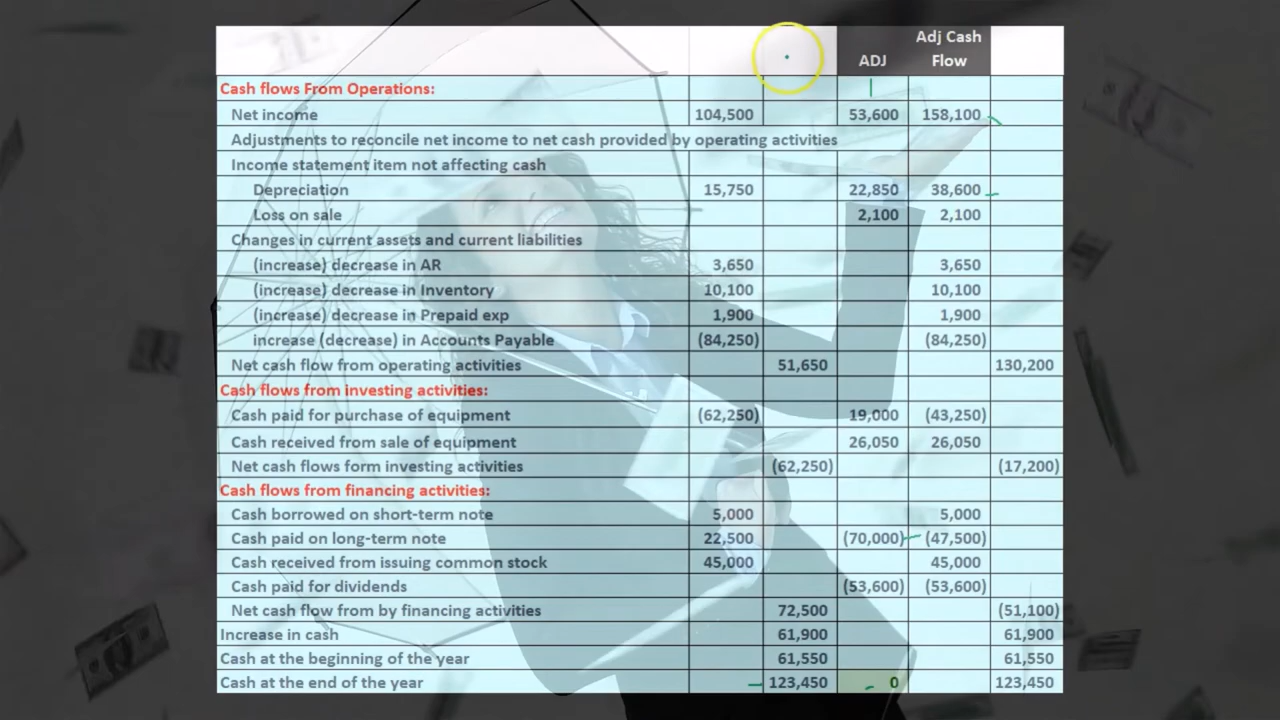 Adj Cash
ADJ Flow
Cash flows From Operations:
Net income 104,500 53,600 158,100
Adjustments to reconcile net income to net cash provided by operating activities
Income statement item not affecting cash
Depreciation 15,750 22,850 38,600
Loss on sale 2,100 2,100
Changes in current assets and current liabilities
(increase) decrease in AR 3,650 3,650
(increase) decrease in Inventory 10,100 10,100
(increase) decrease in Prepaid exp 1,900 1,900
increase (decrease) in Accounts Payable (84,250) (84,250)
Net cash flow from operating activities 51,650 130,200
Cash flows from investing activities:
Cash paid for purchase of equipment (62,250) 19,000 (43,250)
Cash received from sale of equipment 26,050 26,050
Net cash flows form investing activities (62,250) (17,200)
Cash flows from financing activities:
Cash borrowed on short-term note 5,000 5,000
Cash paid on long-term note 22,500 (70,000) (47,500)
Cash received from issuing common stock 45,000 45,000
Cash paid for dividends (53,600) (53,600)
Net cash flow from by financing activities 72,500 (51,100)
Increase in cash 61,900 61,900
Cash at the beginning of the year 61,550 61,550
Cash at the end of the year 123,450 0 123,450